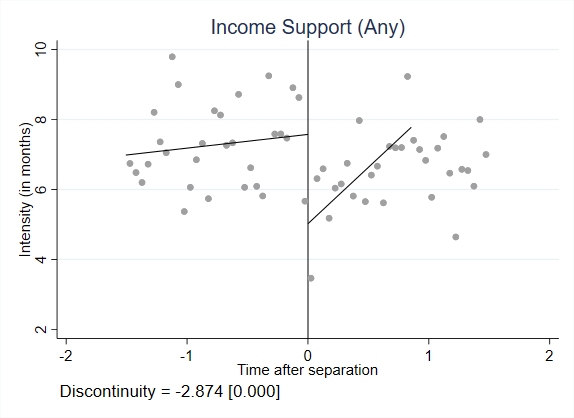 Income Support (Any)
Intensity (in months)
10
8
6
4
2
-2 -1 0 1 2
Time after separation
Discontinuity = -2.874 [0.000]